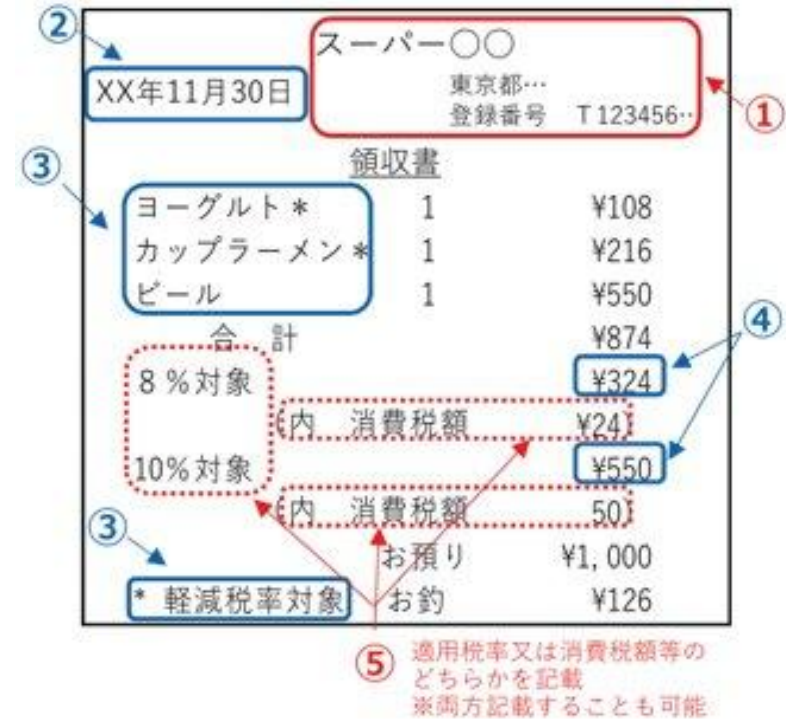 ②
スーパー○○
XX年11月30日
東京都…
登録番号 T123456‥
①
③
領収書
ヨーグルト* 1 ¥108
カップラーメン* 1 ¥216
ビール 1 ¥550
合 計 ¥874
④
8%対象 ¥324
(内 消費税額 ¥24)
10%対象 ¥550
(内 消費税額 50)
③
お預り ¥1,000
* 軽減税率対象 お釣 ¥126
⑤ 適用税率又は消費税額等の
どちらかを記載
※両方記載することも可能